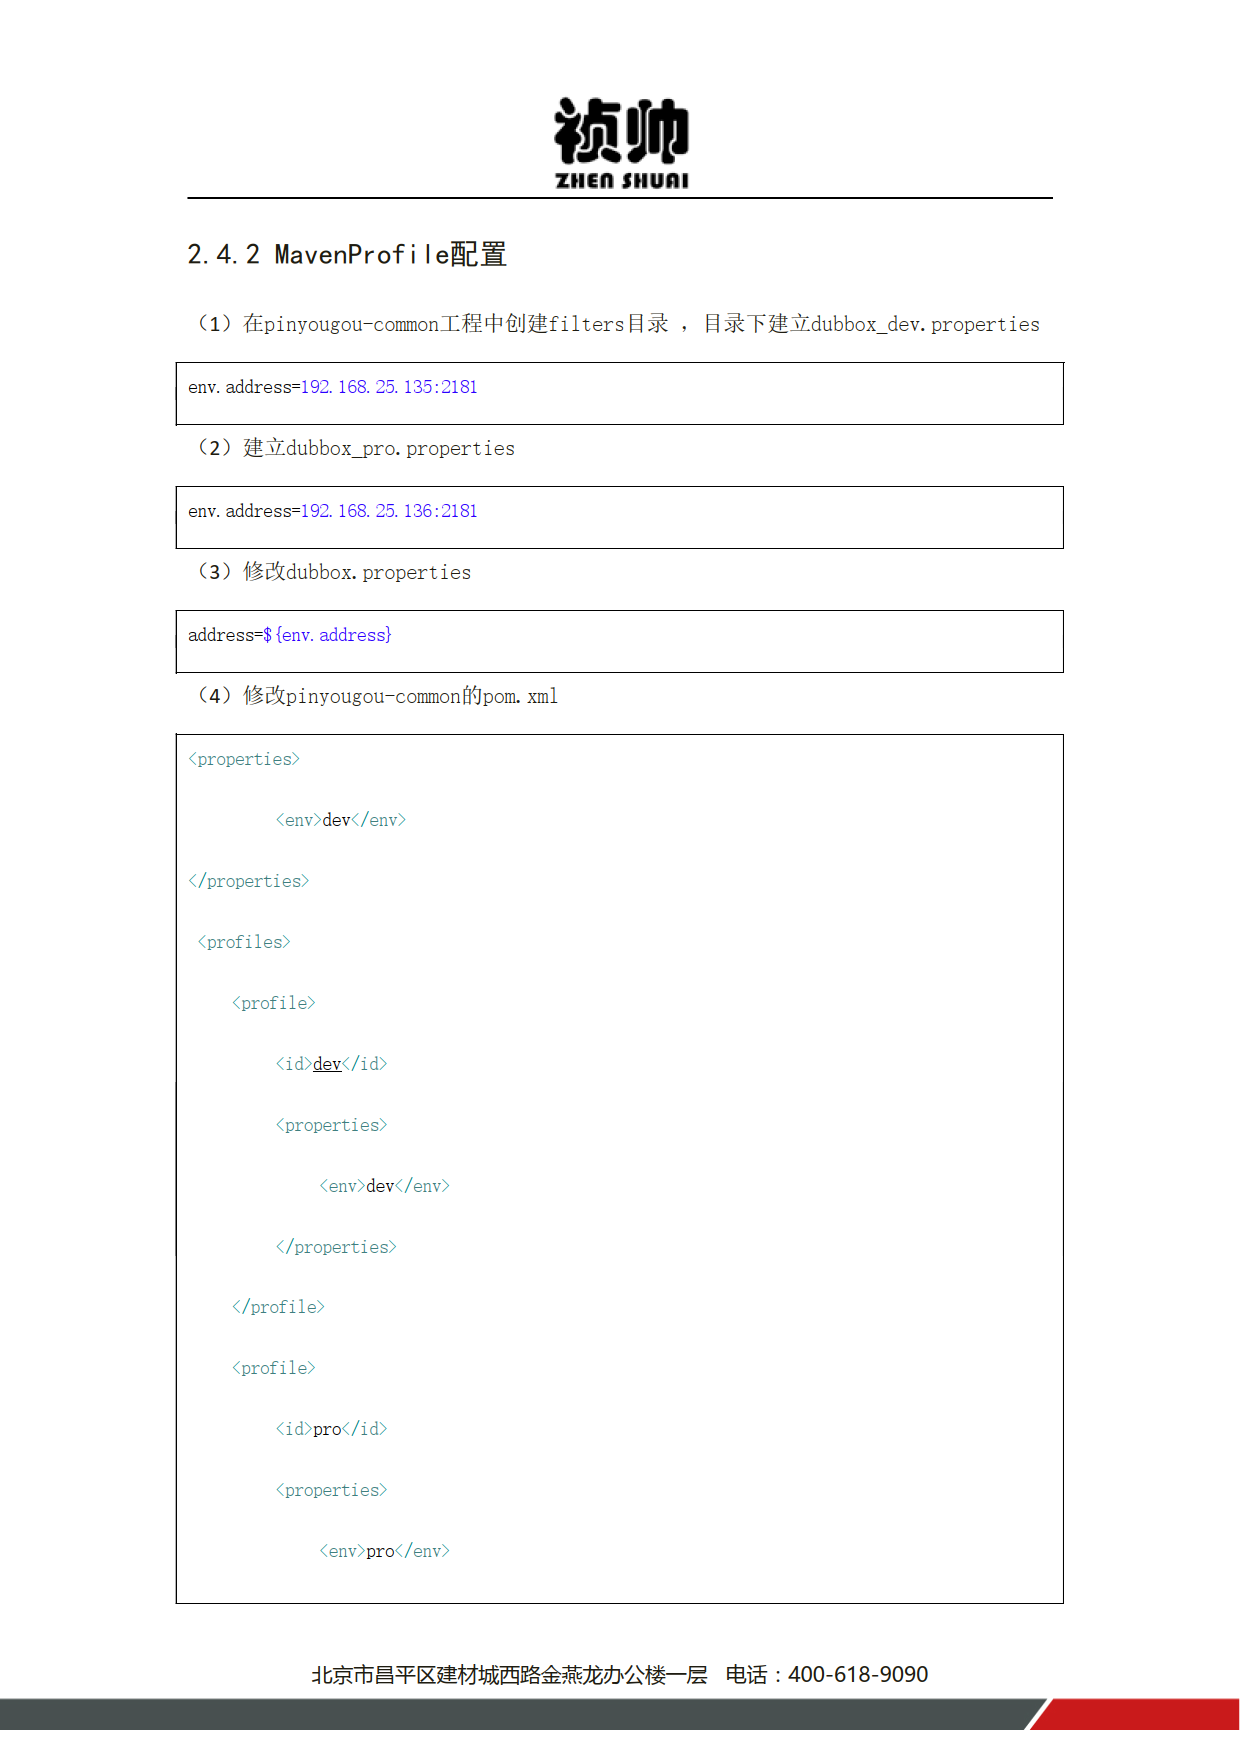 祯帅
ZHEN SHUAI
2.4.2 MavenProfile配置
（1）在pinyougou-common工程中创建filters目录 ，目录下建立dubbox_dev.properties
env.address=192.168.25.135:2181
（2）建立dubbox_pro.properties
env.address=192.168.25.136:2181
（3）修改dubbox.properties
address=${env.address}
（4）修改pinyougou-common的pom.xml
<properties>
<env>dev</env>
</properties>
<profiles>
<profile>
<id>dev</id>
<properties>
<env>dev</env>
</properties>
</profile>
<profile>
<id>pro</id>
<properties>
<env>pro</env>
北京市昌平区建材城西路金燕龙办公楼一层 电话：400-618-9090